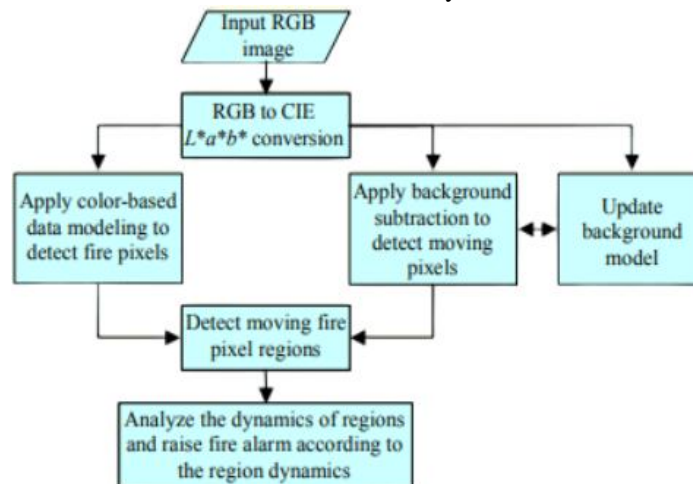 Input RGB
image
RGB to CIE
L*a*b* conversion
Apply color-based
data modeling to
detect fire pixels
Apply background
subtraction to
detect moving
pixels
Update
background
model
Detect moving fire
pixel regions
Analyze the dynamics of regions
and raise fire alarm according to
the region dynamics